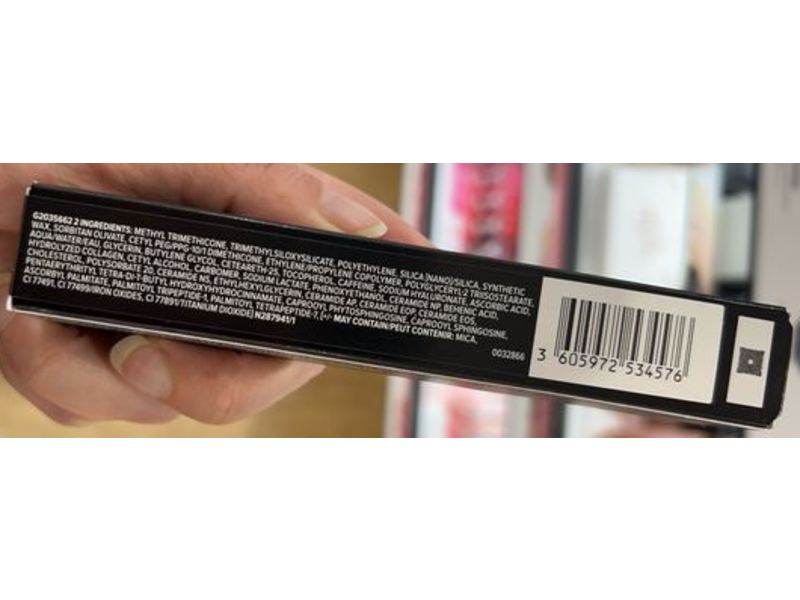 G2035662 2 INGREDIENTS: METHYL TRIMETHICONE, TRIMETHYLSILOXYSILICATE, POLYETHYLENE, SILICA [NANO]/SILICA, SYNTHETIC
WAX, SORBITAN OLIVATE, CETYL PEG/PPG-10/1 DIMETHICONE, ETHYLENE/PROPYLENE COPOLYMER, POLYGLYCERYL-2 TRIISOSTEARATE,
AQUA/WATER/EAU, GLYCERIN, BUTYLENE GLYCOL, CETEARETH-25, TOCOPHEROL, CAFFEINE, SODIUM HYALURONATE, ASCORBIC ACID,
HYDROLYZED COLLAGEN, CETYL ALCOHOL, CARBOMER, SODIUM LACTATE, PHENOXYETHANOL, CERAMIDE NP, BEHENIC ACID,
CHOLESTEROL, POLYSORBATE 20, CERAMIDE NS, ETHYLHEXYLGLYCERIN, CERAMIDE AP, CERAMIDE EOP, CERAMIDE EOS,
PENTAERYTHRITYL TETRA-DI-T-BUTYL HYDROXYHYDROCINNAMATE, CAPROOYL PHYTOSPHINGOSINE, CAPROOYL SPHINGOSINE,
ASCORBYL PALMITATE, PALMITOYL TRIPEPTIDE-1, PALMITOYL TETRAPEPTIDE-7, (+/- MAY CONTAIN/PEUT CONTENIR: MICA,
CI 77491, CI 77499/IRON OXIDES, CI 77891/TITANIUM DIOXIDE) N287941/1
0032866
3 605972 534576